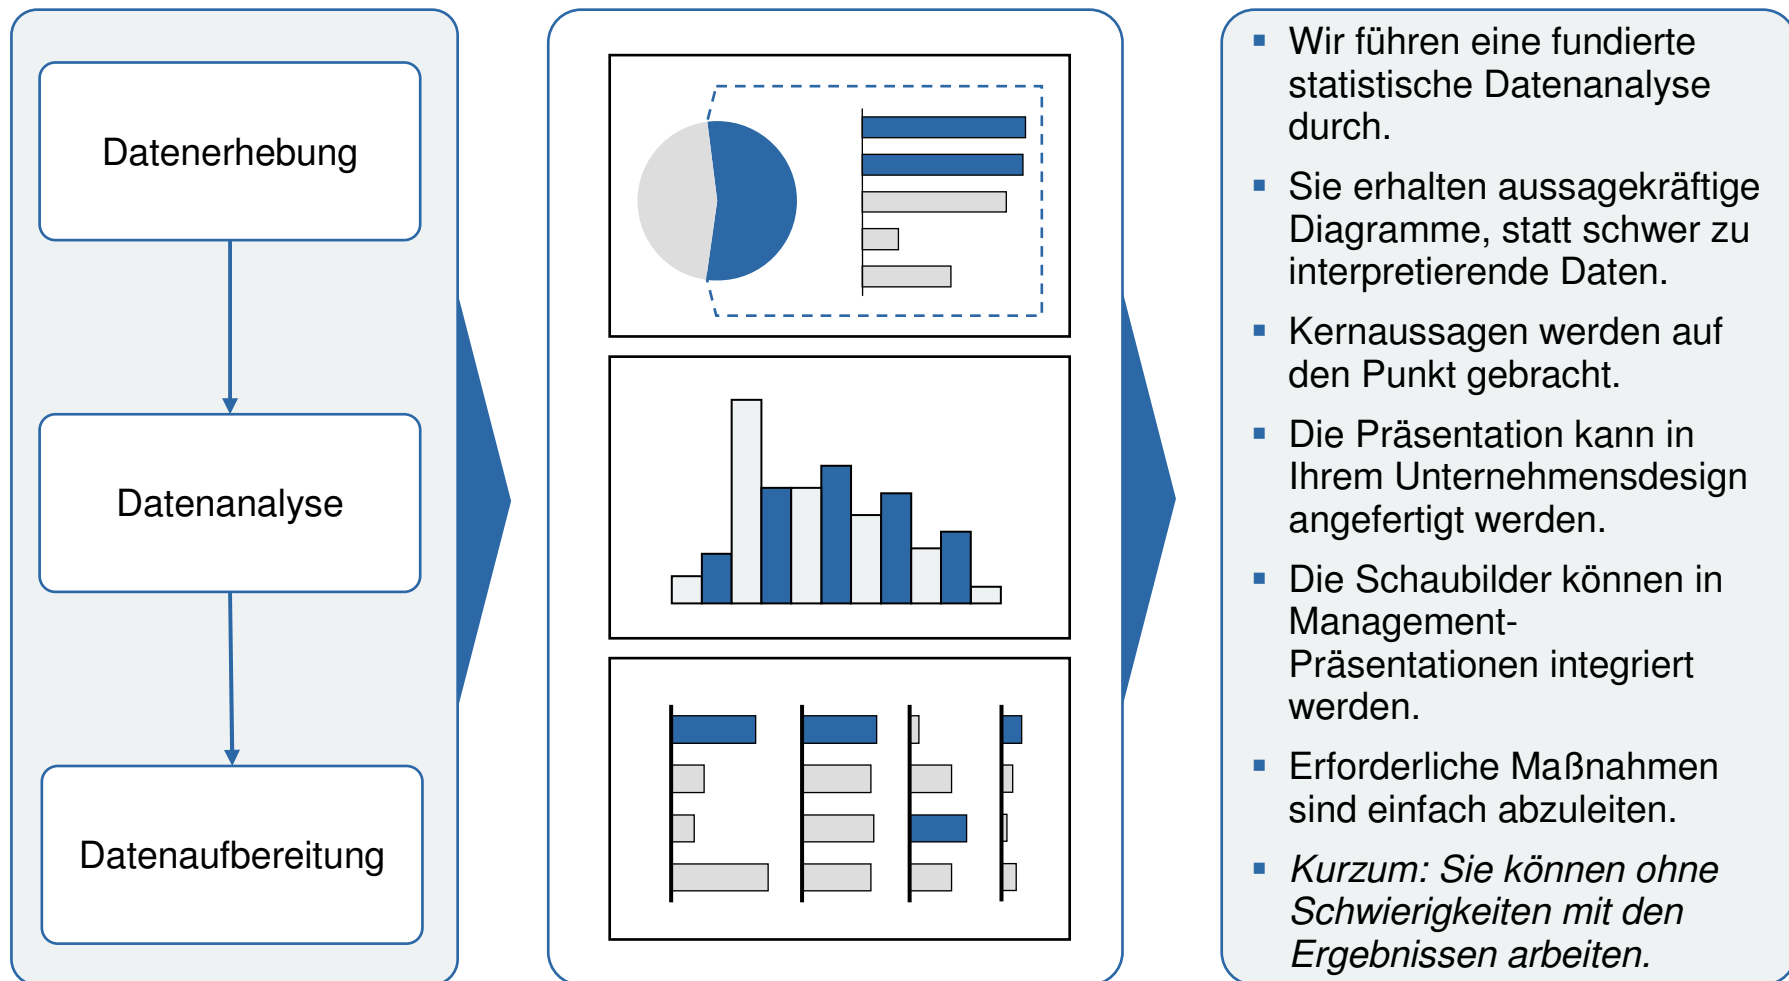 Datenerhebung
Datenanalyse
Datenaufbereitung
Wir führen eine fundierte
statistische Datenanalyse
durch.
Sie erhalten aussagekräftige
Diagramme, statt schwer zu
interpretierende Daten.
Kernaussagen werden auf
den Punkt gebracht.
Die Präsentation kann in
Ihrem Unternehmensdesign
angefertigt werden.
Die Schaubilder können in
Management-
Präsentationen integriert
werden.
Erforderliche Maßnahmen
sind einfach abzuleiten.
Kurzum: Sie können ohne
Schwierigkeiten mit den
Ergebnissen arbeiten.